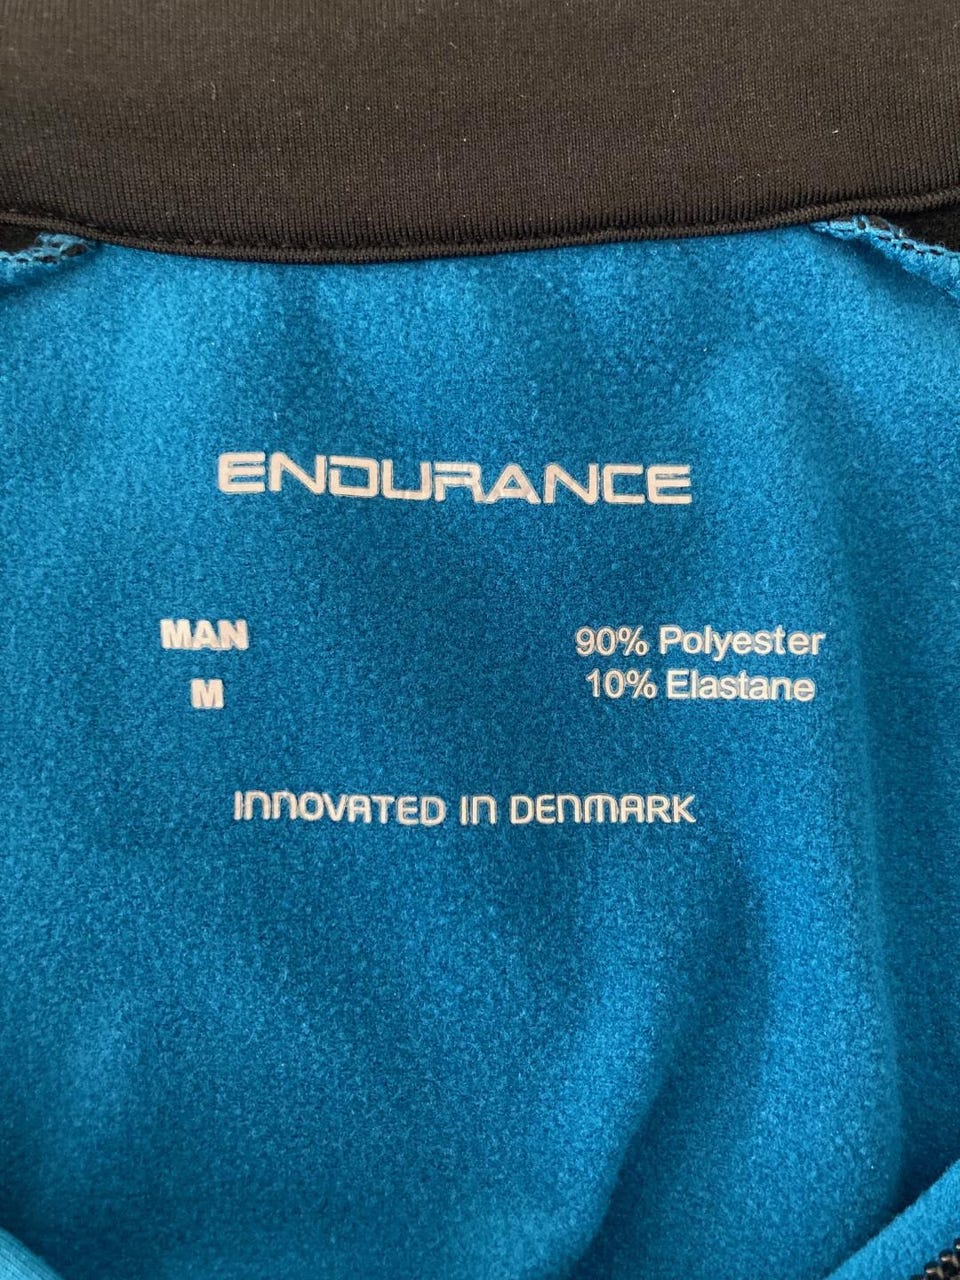 ENDURANCE
MAN
M
90% Polyester
10% Elastane
INNOVATED IN DENMARK